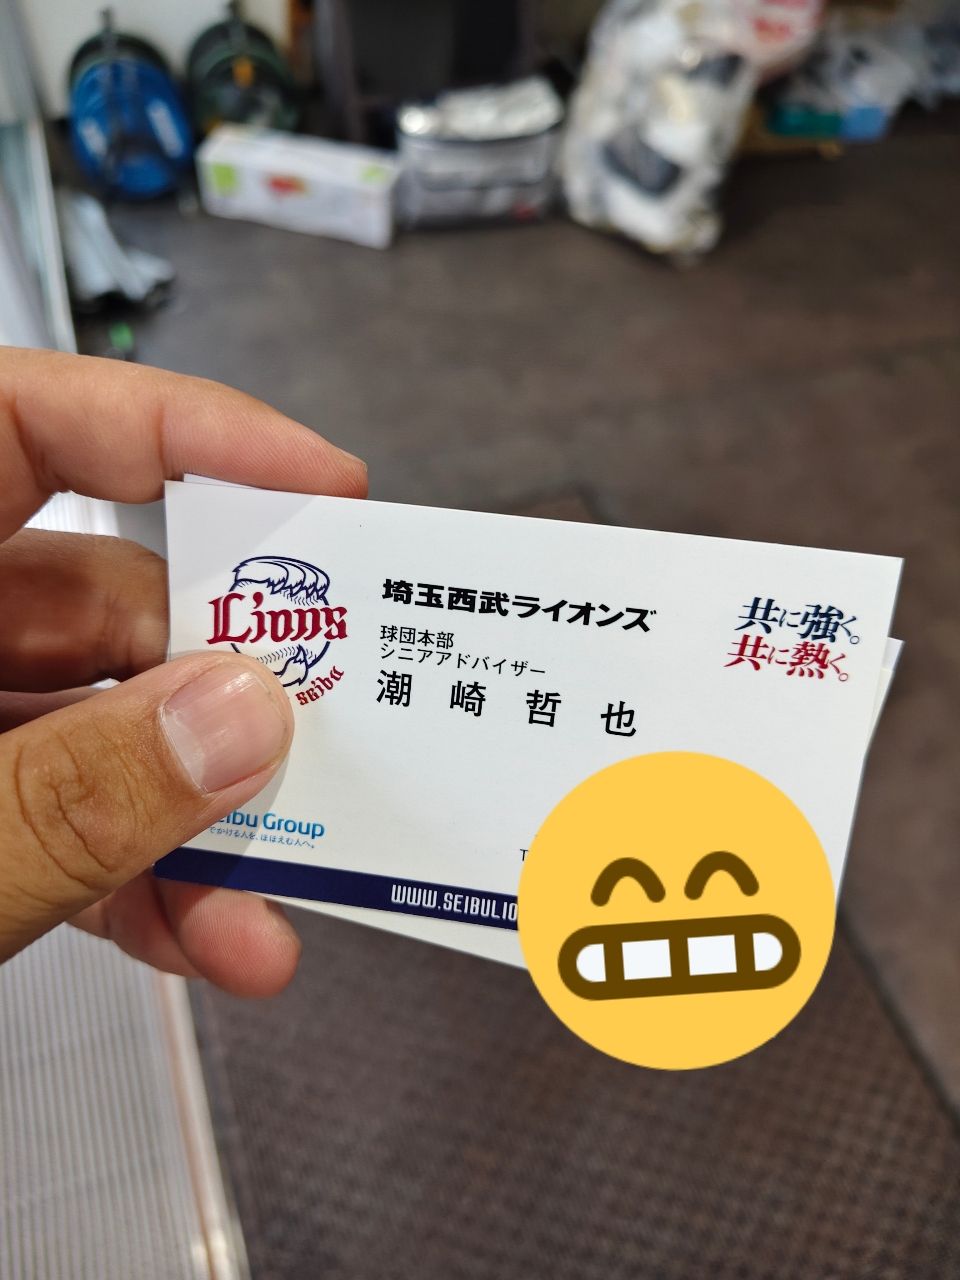 Lions
seibu
埼玉西武ライオンズ
球団本部
シニアアドバイザー
潮崎哲也
共に強く。
共に熱く。
eibu Group
でかける人を、ほほえむ人へ。
T
WWW.SEIBULIO